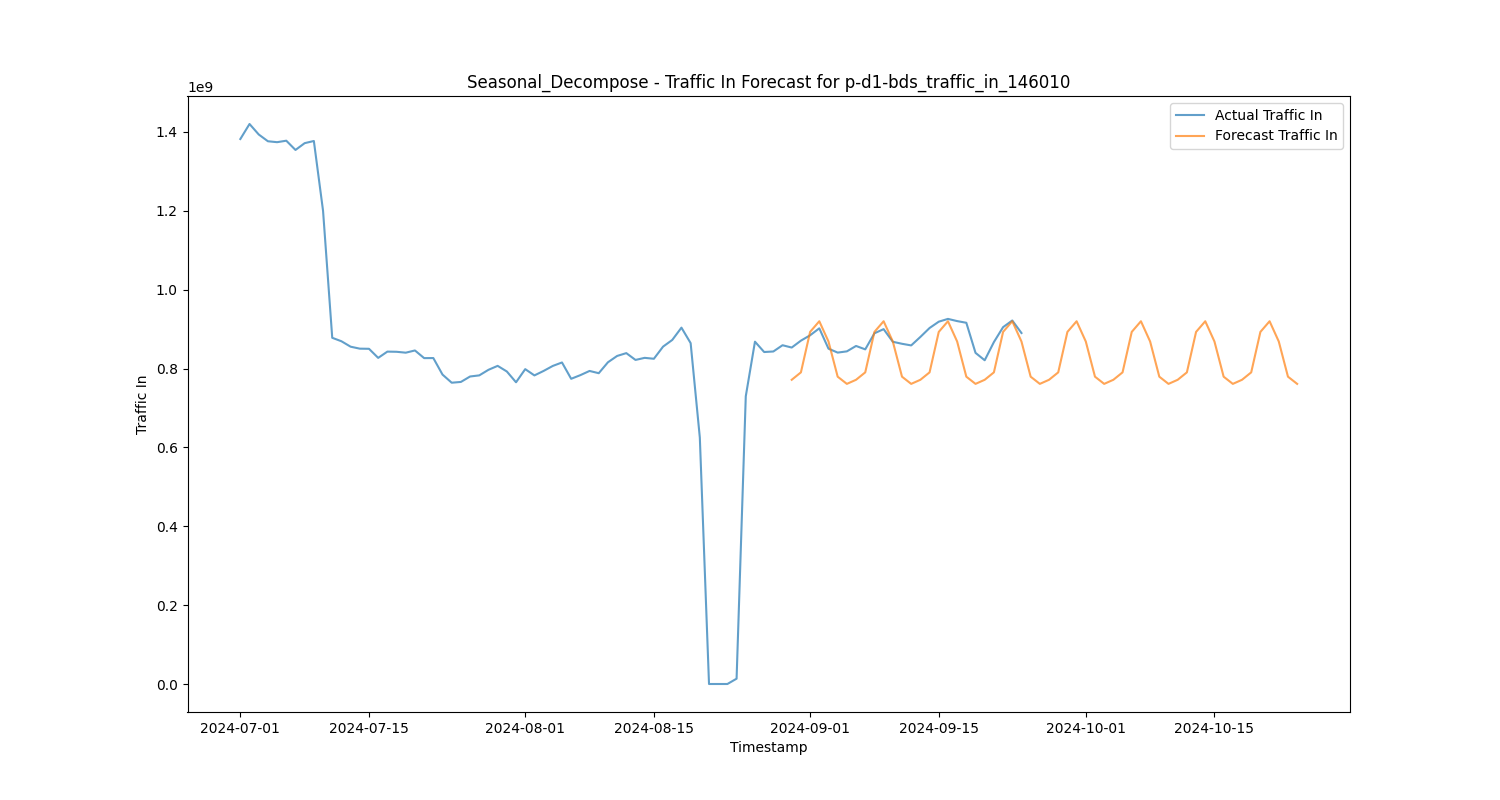 Seasonal_Decompose - Traffic In Forecast for p-d1-bds_traffic_in_146010
1e9
Actual Traffic In
Forecast Traffic In
1.4
1.2
1.0
0.8
0.6
0.4
0.2
0.0
Traffic In
2024-07-01 2024-07-15 2024-08-01 2024-08-15 2024-09-01 2024-09-15 2024-10-01 2024-10-15
Timestamp